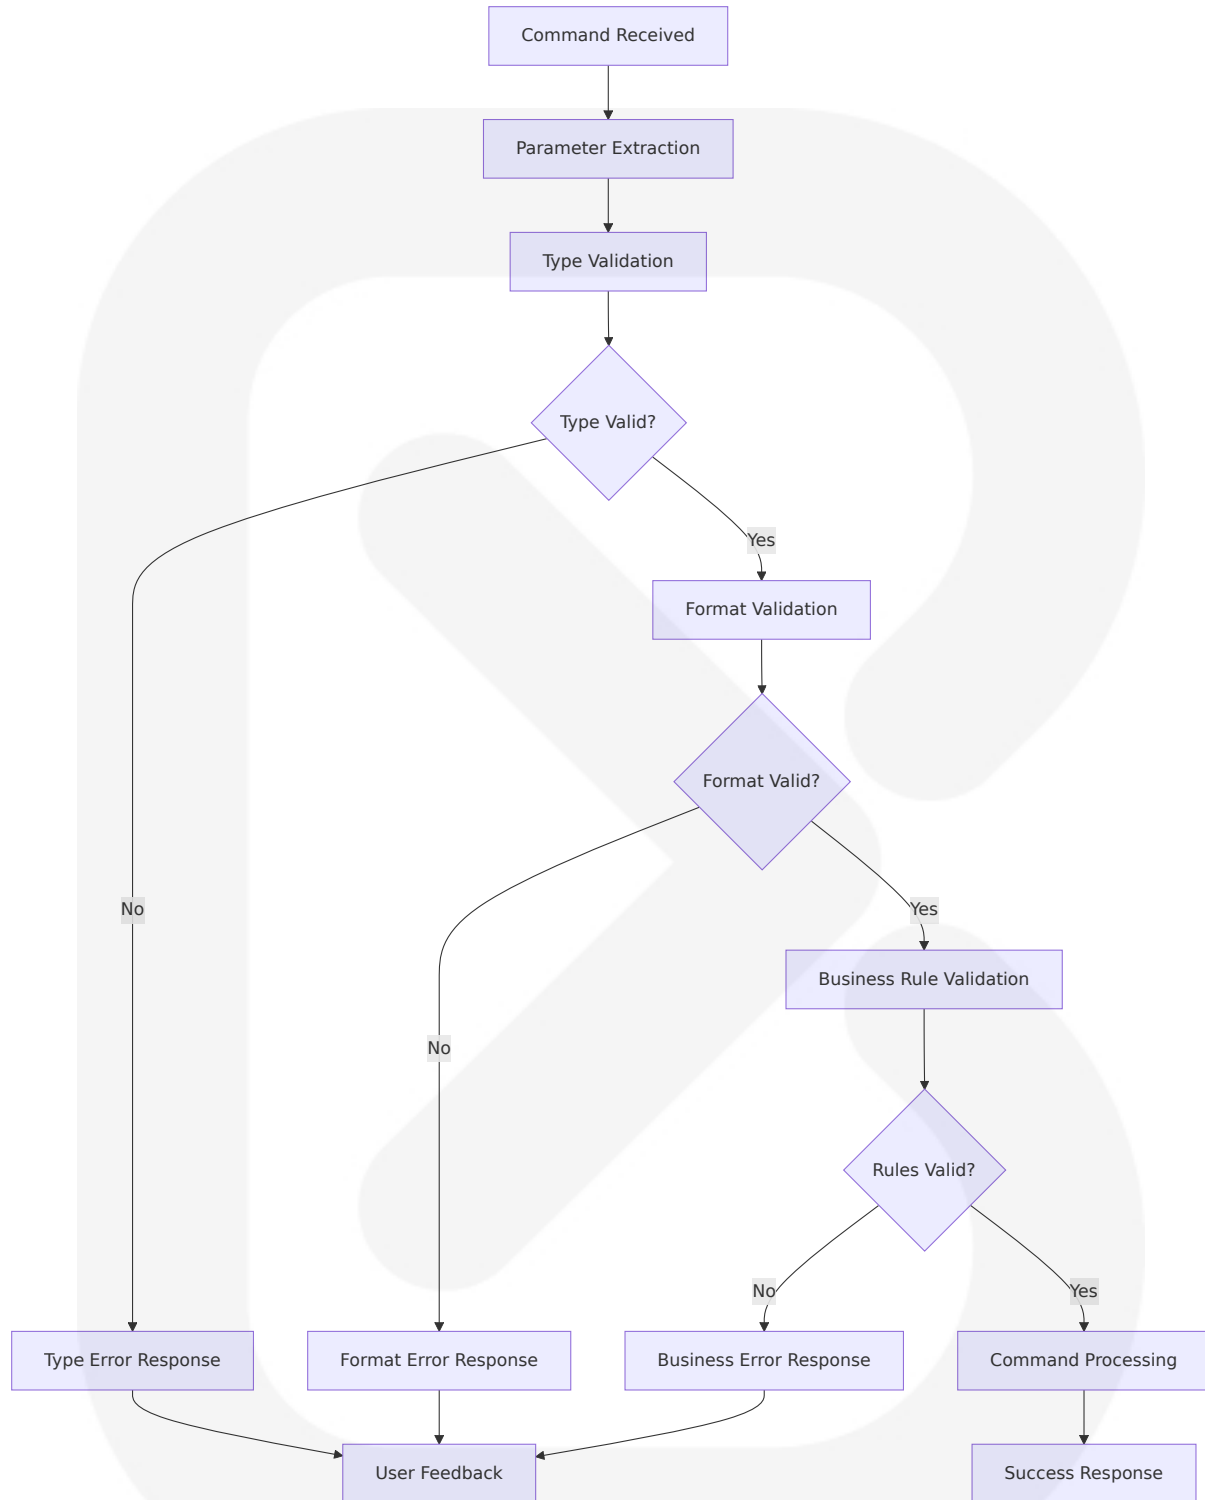 Command Received
Parameter Extraction
Type Validation
Type Valid?
Yes
Format Validation
Format Valid?
No
Yes
Business Rule Validation
No
Rules Valid?
No
Yes
Type Error Response
Format Error Response
Business Error Response
Command Processing
User Feedback
Success Response